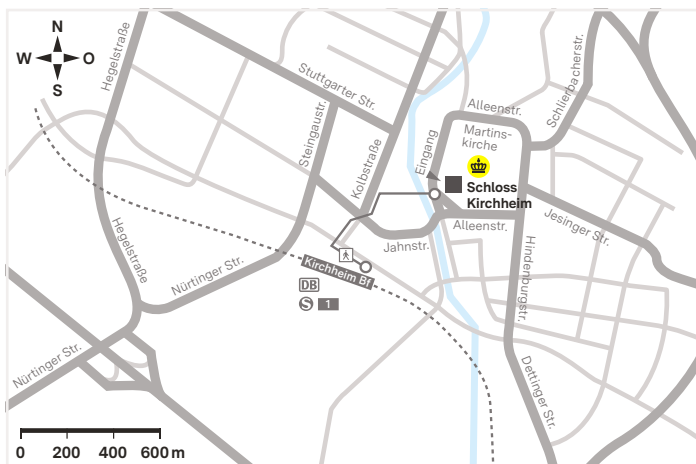 N
W O
S
Hegelstraße
Stuttgarter Str.
Steingaustr.
Kolbstraße
Alleenstr.
Schlierbacherstr.
Martins-
kirche
Eingang
Schloss
Kirchheim
Alleenstr.
Jesinger Str.
Jahnstr.
Hindenburgstr.
Hegelstraße
Nürtinger Str.
Kirchheim Bf
DB
S 1
Nürtinger Str.
Dettinger Str.
0 200 400 600 m